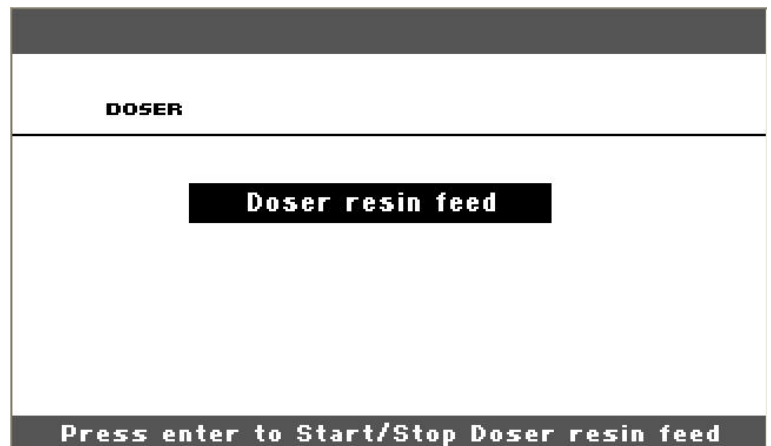 DOSER
Doser resin feed
Press enter to Start/Stop Doser resin feed